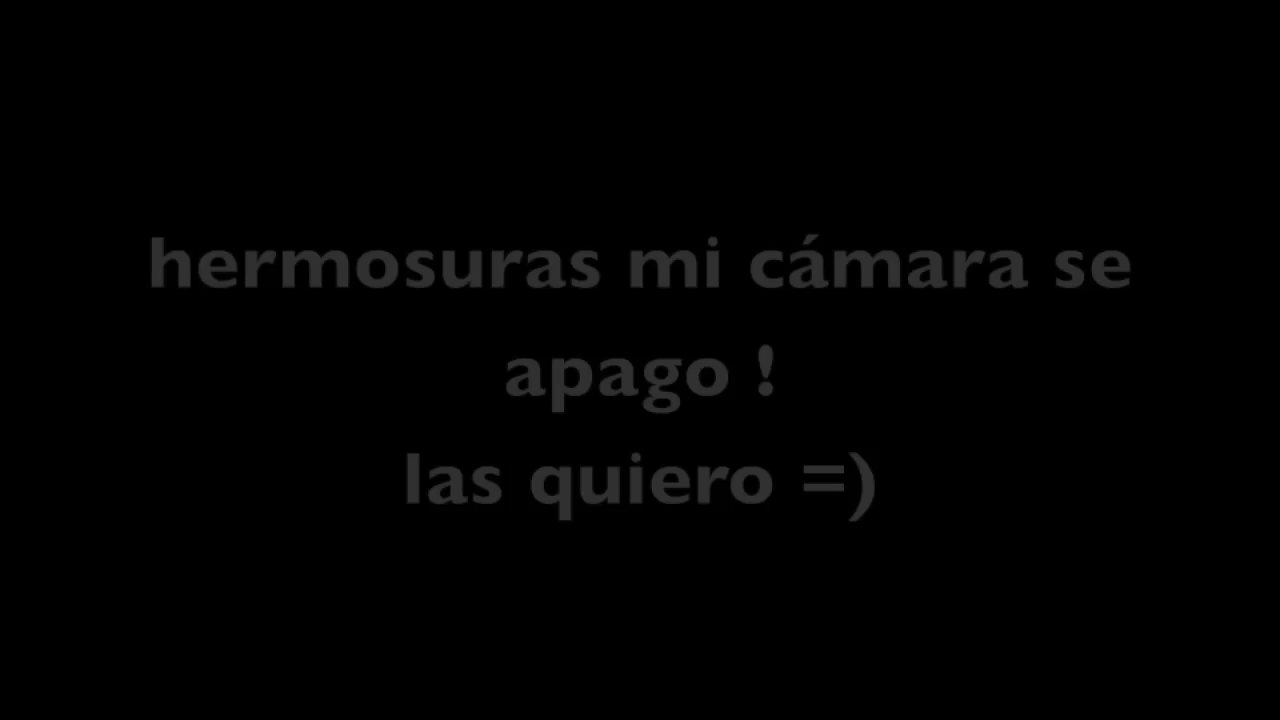 hermosuras mi cámara se
apago !
las quiero =)